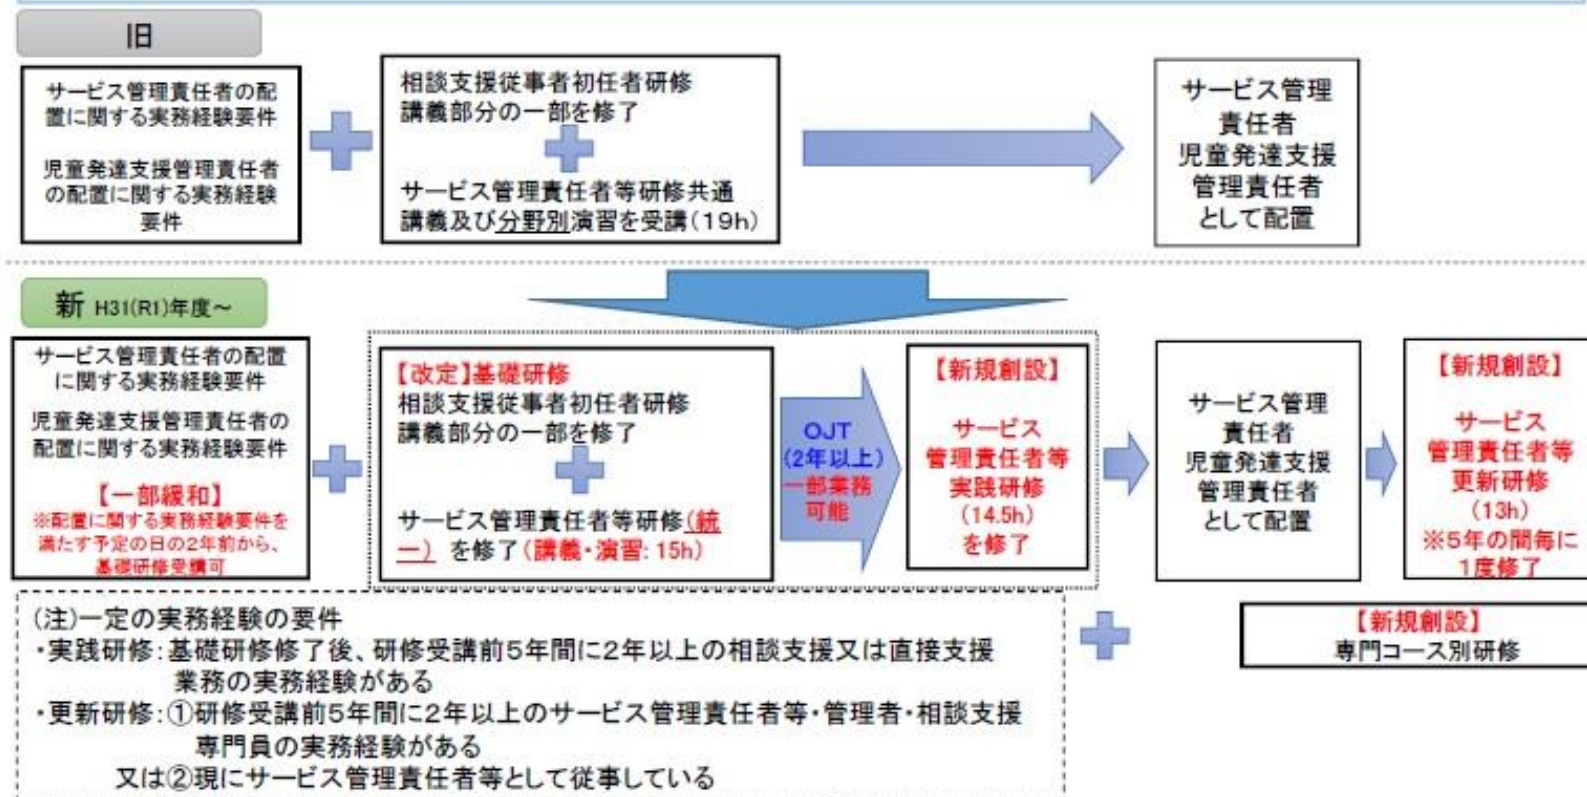 旧
サービス管理責任者の配
置に関する実務経験要件
児童発達支援管理責任者
の配置に関する実務経験
要件
相談支援従事者初任者研修
講義部分の一部を修了
サービス管理責任者等研修共通
講義及び分野別演習を受講(19h)
サービス管理
責任者
児童発達支援
管理責任者
として配置
新 H31(R1)年度~
サービス管理責任者の配置
に関する実務経験要件
児童発達支援管理責任者の
配置に関する実務経験要件
【一部緩和】
※配置に関する実務経験要件を
満たす予定の日の2年前から、
基礎研修受講可
【改定】基礎研修
相談支援従事者初任者研修
講義部分の一部を修了
サービス管理責任者等研修(統
一) を修了(講義・演習: 15h)
OJT
(2年以上)
一部業務
可能
【新規創設】
サービス
管理責任者等
実践研修
(14.5h)
を修了
サービス管理
責任者
児童発達支援
管理責任者
として配置
【新規創設】
サービス
管理責任者等
更新研修
(13h)
※5年の間毎に
1度修了
(注)一定の実務経験の要件
・実践研修:基礎研修修了後、研修受講前5年間に2年以上の相談支援又は直接支援
業務の実務経験がある
・更新研修:①研修受講前5年間に2年以上のサービス管理責任者等・管理者・相談支援
専門員の実務経験がある
又は②現にサービス管理責任者等として従事している
【新規創設】
専門コース別研修